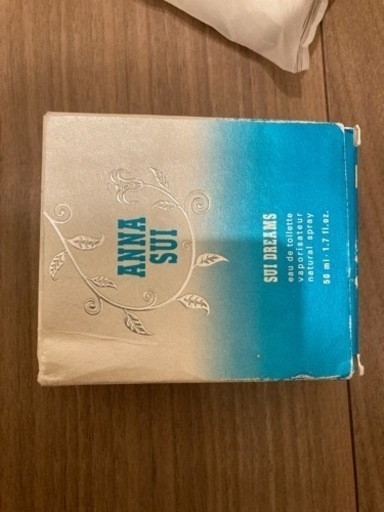 ANNA
SUI
SUI DREAMS
eau de toilette
vaporisateur
natural spray
50 ml · 1.7 fl.oz.